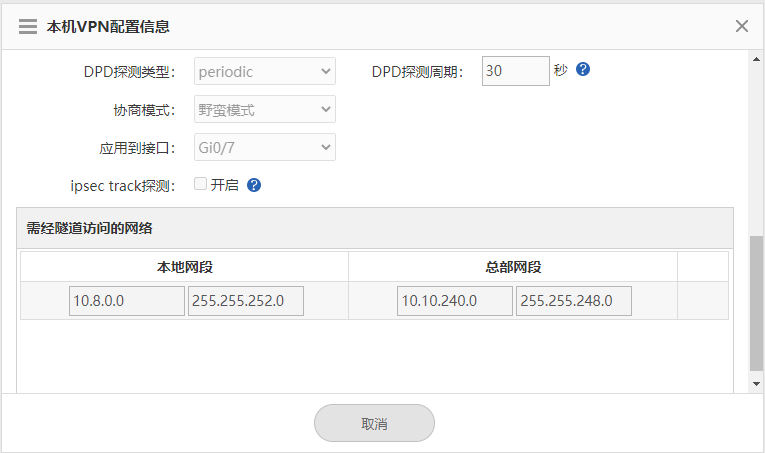 本机VPN配置信息
DPD探测类型： periodic DPD探测周期： 30 秒 ?
协商模式： 野蛮模式
应用到接口： Gi0/7
ipsec track探测： 开启 ?
需经隧道访问的网络
本地网段 总部网段
10.8.0.0 255.255.252.0 10.10.240.0 255.255.248.0
取消